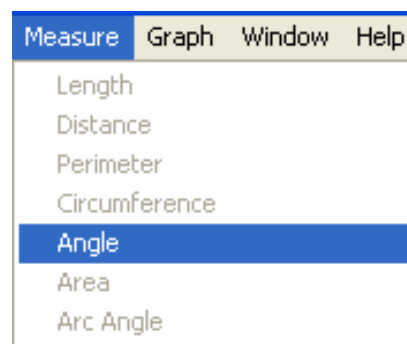 Measure Graph Window Help
Length
Distance
Perimeter
Circumference
Angle
Area
Arc Angle